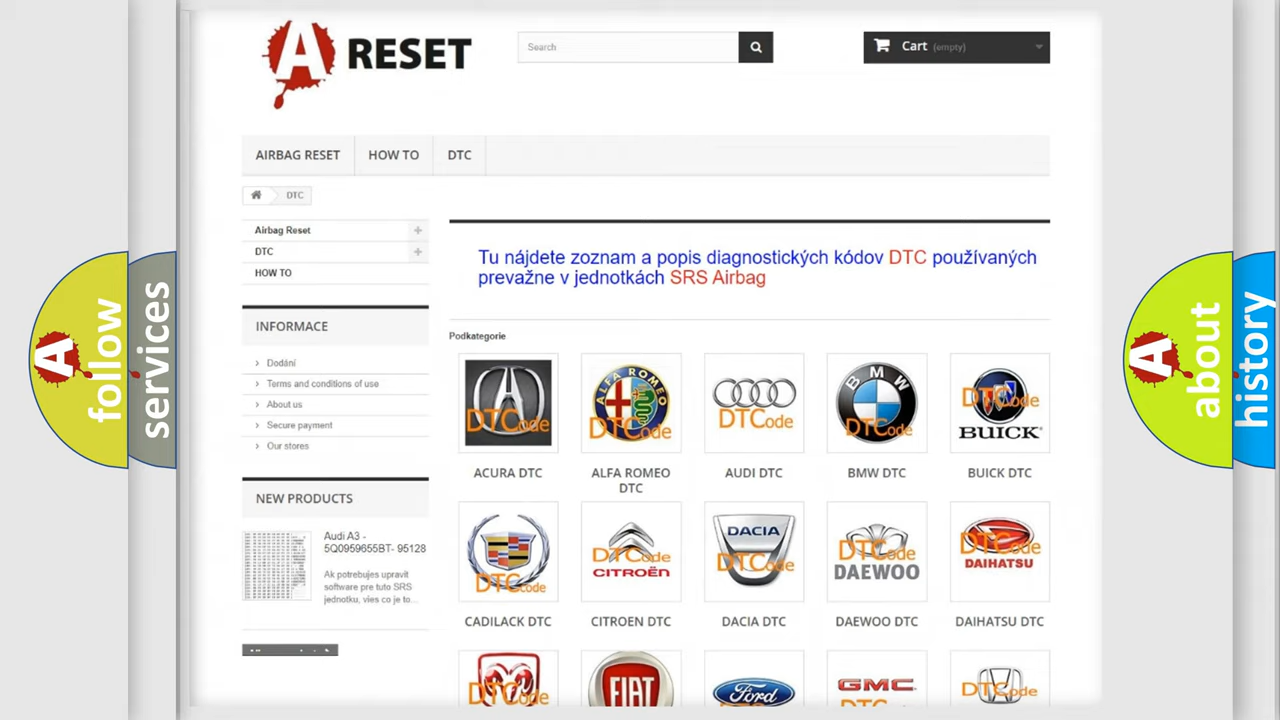 A RESET
Search
Cart (empty)
AIRBAG RESET
HOW TO
DTC
DTC
Airbag Reset
DTC
HOW TO
Tu nájdete zoznam a popis diagnostických kódov DTC používaných
prevažne v jednotkách SRS Airbag
INFORMACE
Dodání
Terms and conditions of use
About us
Secure payment
Our stores
NEW PRODUCTS
Audi A3 -
5Q0959655BT- 95128
Ak potrebujes upravit
software pre tuto SRS
jednotku, vies co je to...
Podkategorie
DTCode
ALFA ROMEO
DTCode
DTCode
BMW
DTCode
DTCode
BUICK
ACURA DTC
ALFA ROMEO
DTC
AUDI DTC
BMW DTC
BUICK DTC
DTCode
DTCode
CITROËN
DACIA
DTCode
DTCode
DAEWOO
DTCode
DAIHATSU
CADILACK DTC
CITROEN DTC
DACIA DTC
DAEWOO DTC
DAIHATSU DTC
DTCode
FIAT
Ford
GMC
DTCode
A follow
services
A about
history